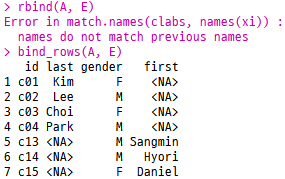 > rbind(A, E)
Error in match.names(clabs, names(xi)) :
  names do not match previous names
> bind_rows(A, E)
   id last gender   first
1 c01  Kim      F    <NA>
2 c02  Lee      M    <NA>
3 c03 Choi      F    <NA>
4 c04 Park      M    <NA>
5 c13 <NA>      M Sangmin
6 c14 <NA>      M   Hyori
7 c15 <NA>      F  Daniel